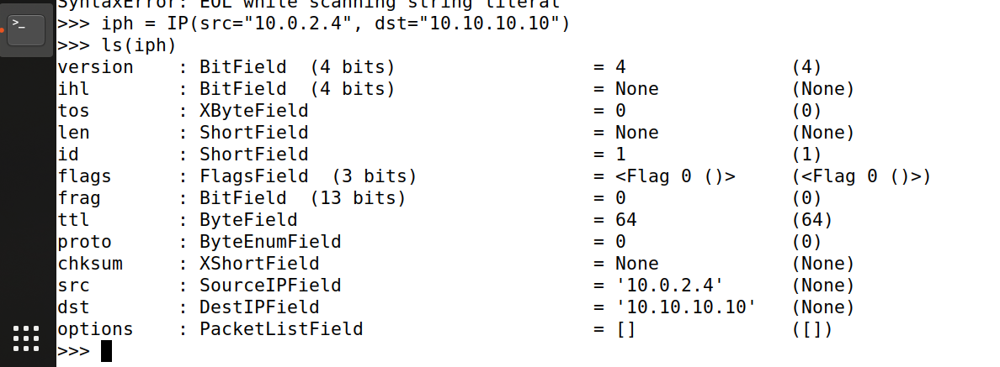 SyntaxError: EOL while scanning string literal
>>> iph = IP(src="10.0.2.4", dst="10.10.10.10")
>>> ls(iph)
version    : BitField  (4 bits)                  = 4               (4)
ihl        : BitField  (4 bits)                  = None            (None)
tos        : XByteField                          = 0               (0)
len        : ShortField                          = None            (None)
id         : ShortField                          = 1               (1)
flags      : FlagsField  (3 bits)                = <Flag 0 ()>     (<Flag 0 ()>)
frag       : BitField  (13 bits)                 = 0               (0)
ttl        : ByteField                           = 64              (64)
proto      : ByteEnumField                       = 0               (0)
chksum     : XShortField                         = None            (None)
src        : SourceIPField                       = '10.0.2.4'      (None)
dst        : DestIPField                         = '10.10.10.10'   (None)
options    : PacketListField                     = []              ([])
>>>